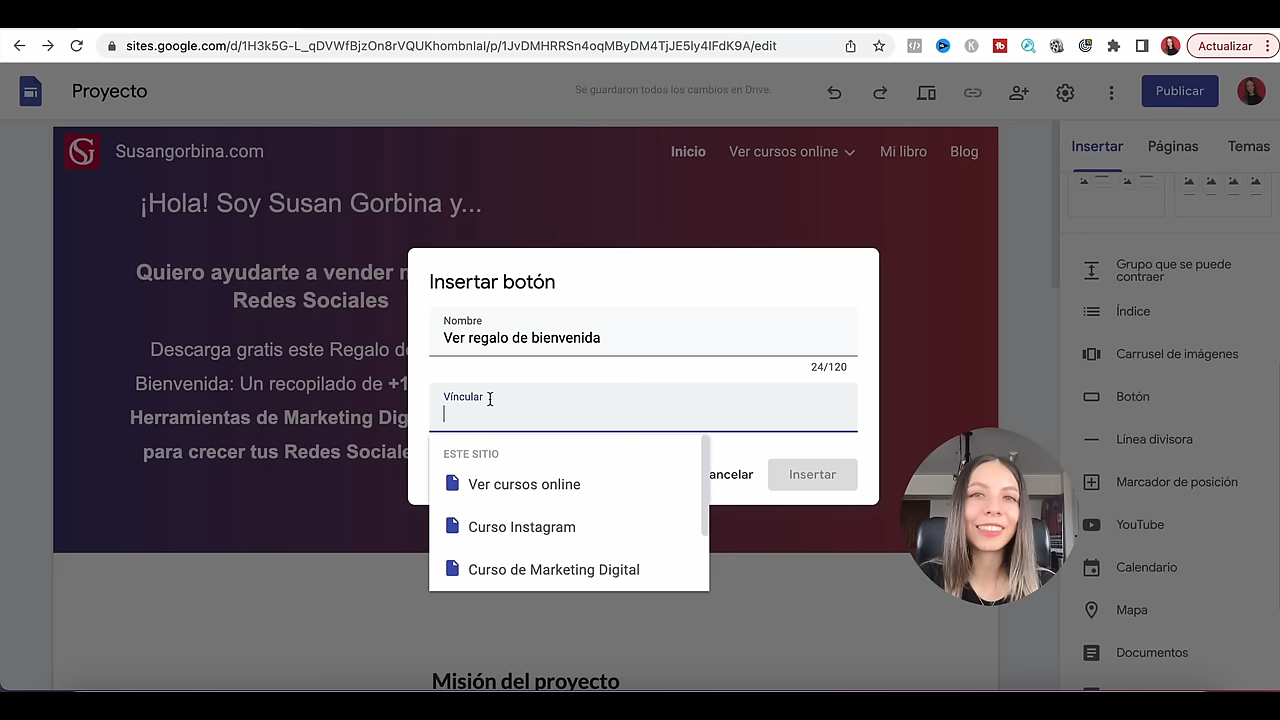 sites.google.com/d/1H3k5G-L_qDVWfBjzOn8rVQUKhombnlal/p/1JvDMHRRSn4oqMByDM4TjJE5ly4IFdK9A/edit
Actualizar
Proyecto
Se guardaron todos los cambios en Drive.
Publicar
Susangorbina.com
Inicio
Ver cursos online
Mi libro
Blog
Insertar
Páginas
Temas
¡Hola! Soy Susan Gorbina y...
Quiero ayudarte a vender
Redes Sociales
Descarga gratis este Regalo
Bienvenida: Un recopilado de +1
Herramientas de Marketing Dig
para crecer tus Redes Sociale
Insertar botón
Nombre
Ver regalo de bienvenida
24/120
Víncular
ESTE SITIO
Ver cursos online
Curso Instagram
Curso de Marketing Digital
ancelar
Insertar
Grupo que se puede
contraer
Índice
Carrusel de imágenes
Botón
Línea divisora
Marcador de posición
YouTube
Calendario
Mapa
Documentos
Misión del proyecto